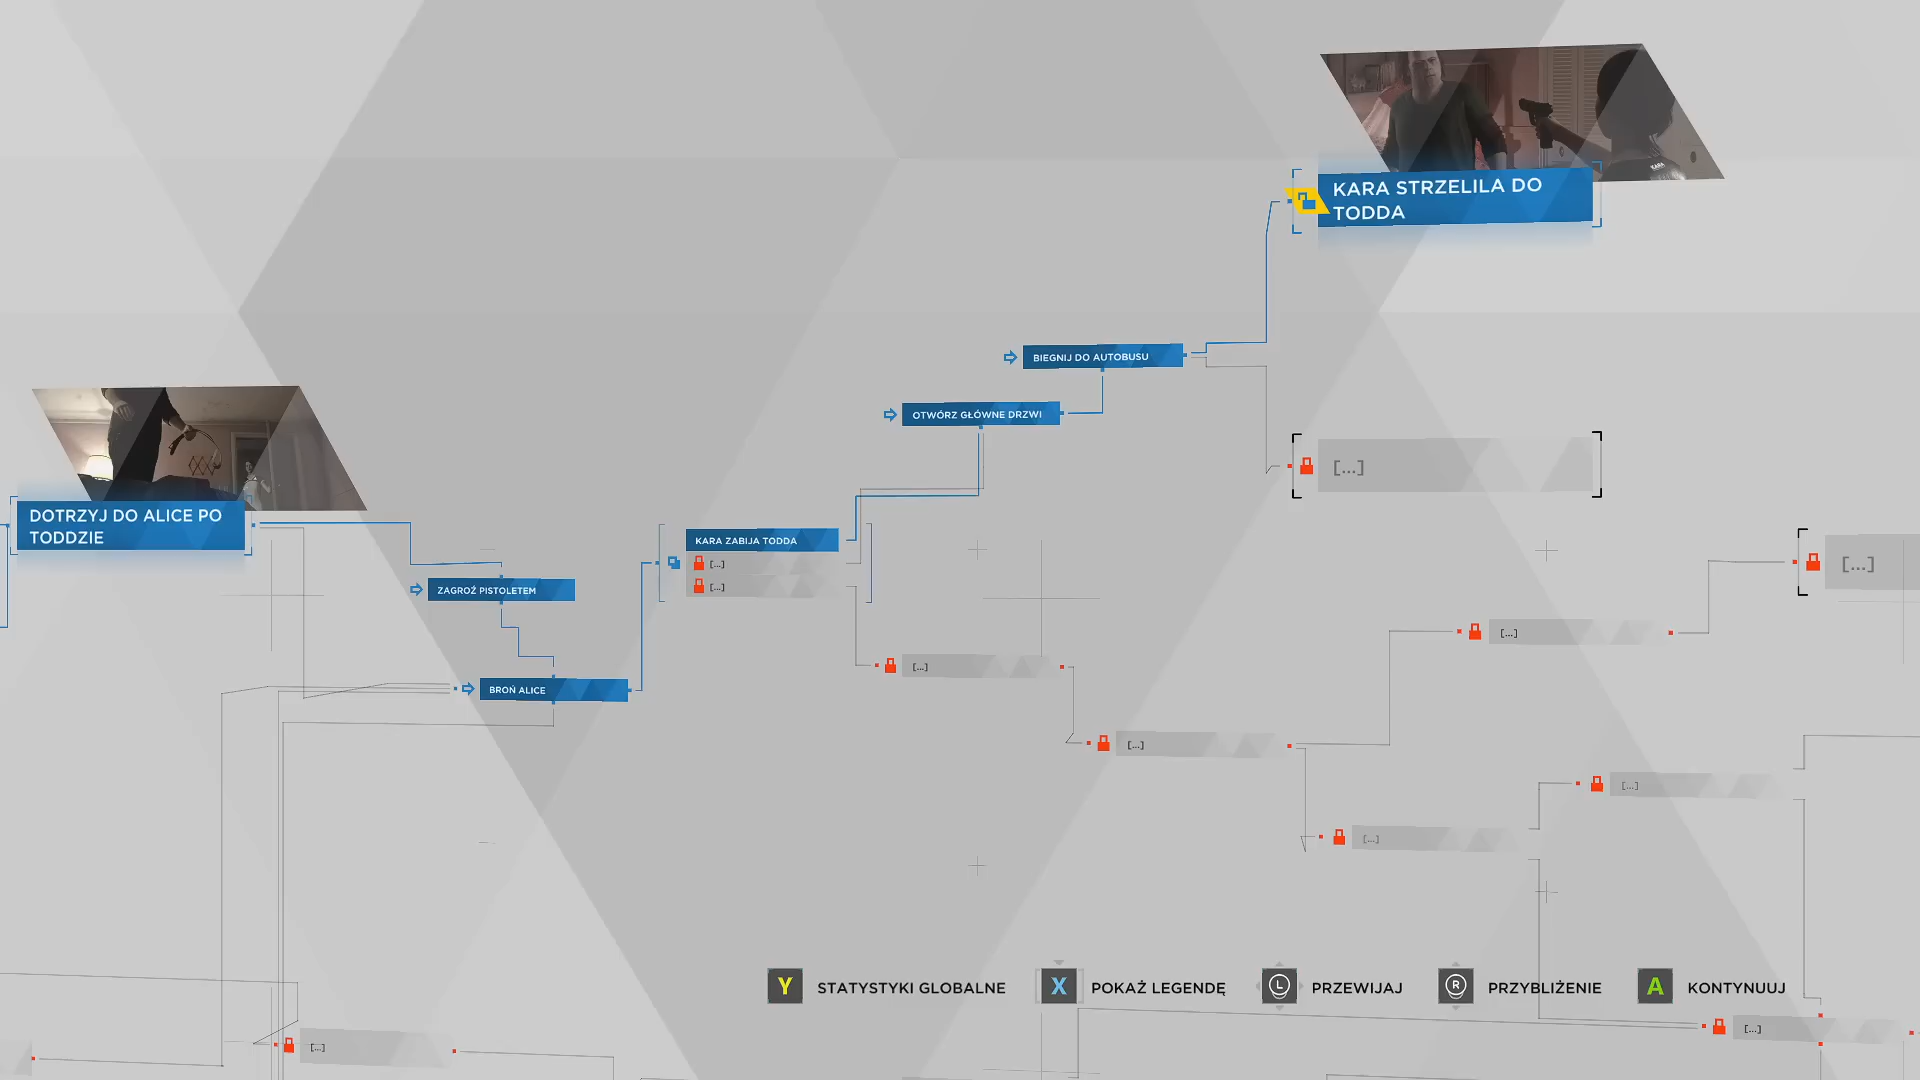 KARA STRZELILA DO
TODDA
KARA
BIEGNIJ DO AUTOBUSU
OTWÓRZ GŁÓWNE DRZWI
[...]
DOTRZYJ DO ALICE PO
TODDZIE
KARA ZABIJA TODDA
[...]
[...]
[...]
ZAGROŹ PISTOLETEM
[...]
[...]
BROŃ ALICE
[...]
[...]
[...]
Y STATYSTYKI GLOBALNE X POKAŻ LEGENDĘ L PRZEWIJAJ R PRZYBLIŻENIE A KONTYNUUJ
[...]
[...]